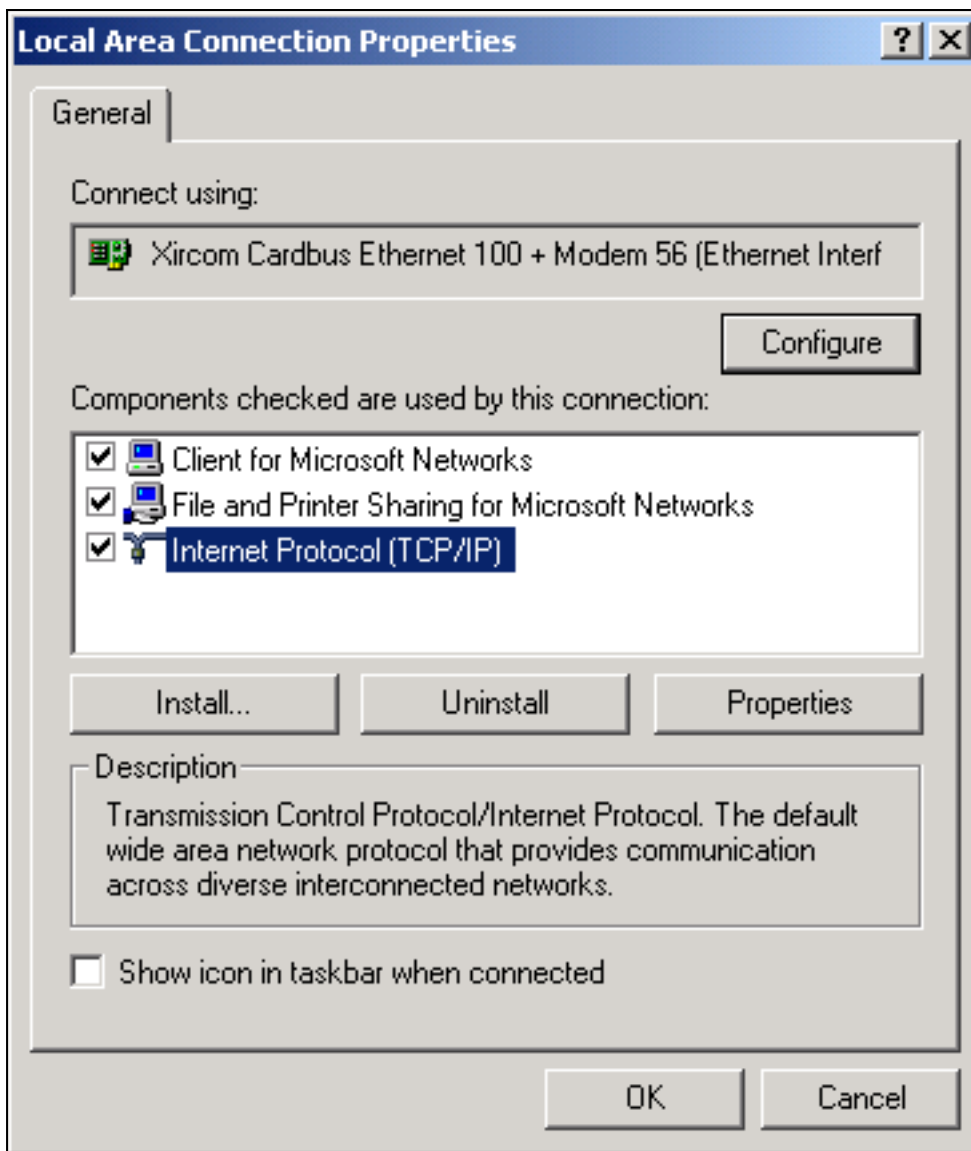 Local Area Connection Properties
General
Connect using:
Xircom Cardbus Ethernet 100 + Modem 56 (Ethernet Interf
Configure
Components checked are used by this connection:
Client for Microsoft Networks
File and Printer Sharing for Microsoft Networks
Internet Protocol (TCP/IP)
Install... Uninstall Properties
Description
Transmission Control Protocol/Internet Protocol. The default
wide area network protocol that provides communication
across diverse interconnected networks.
Show icon in taskbar when connected
OK Cancel